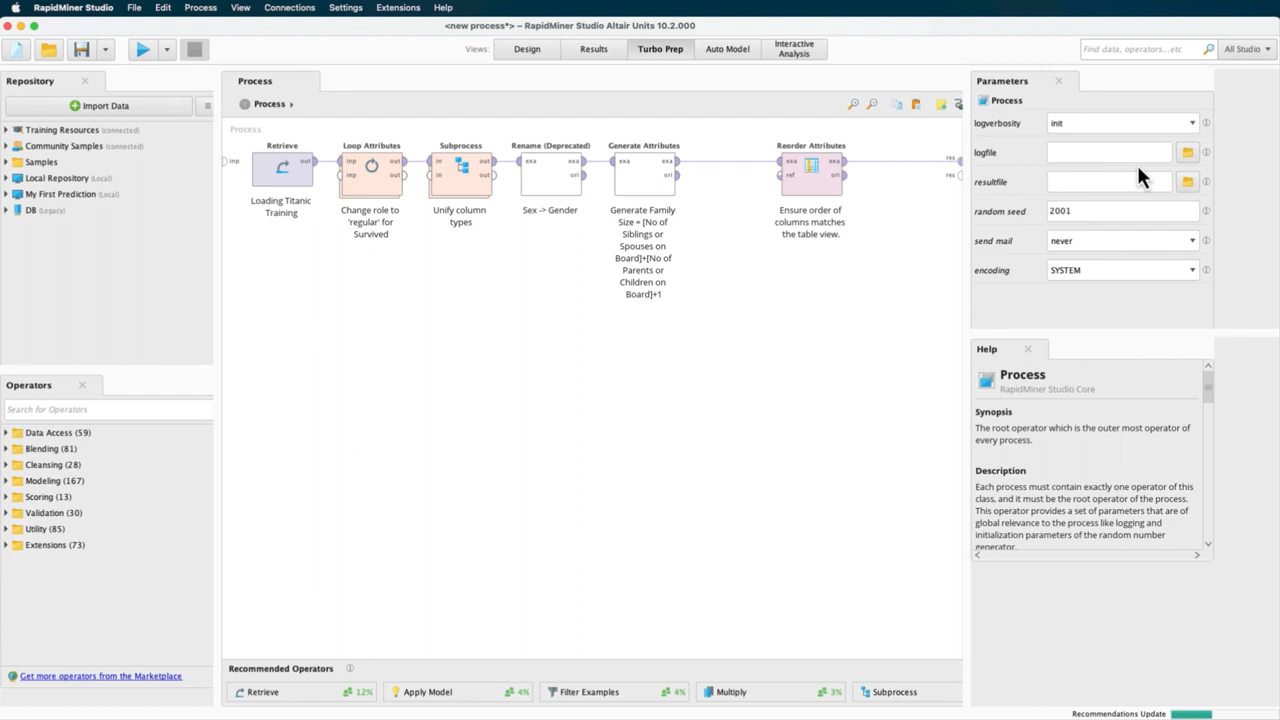 RapidMiner Studio File Edit Process View Connections Settings Extensions Help
<new process*> – RapidMiner Studio Altair Units 10.2.000
Views: Design Results Turbo Prep Auto Model Interactive Analysis
Find data, operators...etc All Studio
Repository
Import Data
Training Resources (connected)
Community Samples (connected)
Samples
Local Repository (Local)
My First Prediction (Local)
DB (Legacy)
Operators
Search for Operators
Data Access (59)
Blending (81)
Cleansing (28)
Modeling (167)
Scoring (13)
Validation (30)
Utility (85)
Extensions (73)
Get more operators from the Marketplace
Process
Process
Process
inp
Retrieve
out
Loading Titanic
Training
Loop Attributes
inp out
inp out
Change role to
'regular' for
Survived
Subprocess
in out
in out
Unify column
types
Rename (Deprecated)
exa exa
ori
Sex -> Gender
Generate Attributes
exa exa
ori
Generate Family
Size = [No of
Siblings or
Spouses on
Board]+[No of
Parents or
Children on
Board]+1
Reorder Attributes
exa exa
ref ori
Ensure order of
columns matches
the table view.
res
res
Recommended Operators
Retrieve 12%
Apply Model 4%
Filter Examples 4%
Multiply 3%
Subprocess
Parameters
Process
logverbosity init
logfile
resultfile
random seed 2001
send mail never
encoding SYSTEM
Help
Process
RapidMiner Studio Core
Synopsis
The root operator which is the outer most operator of
every process.
Description
Each process must contain exactly one operator of this
class, and it must be the root operator of the process.
This operator provides a set of parameters that are of
global relevance to the process like logging and
initialization parameters of the random number
generator.
Recommendations Update